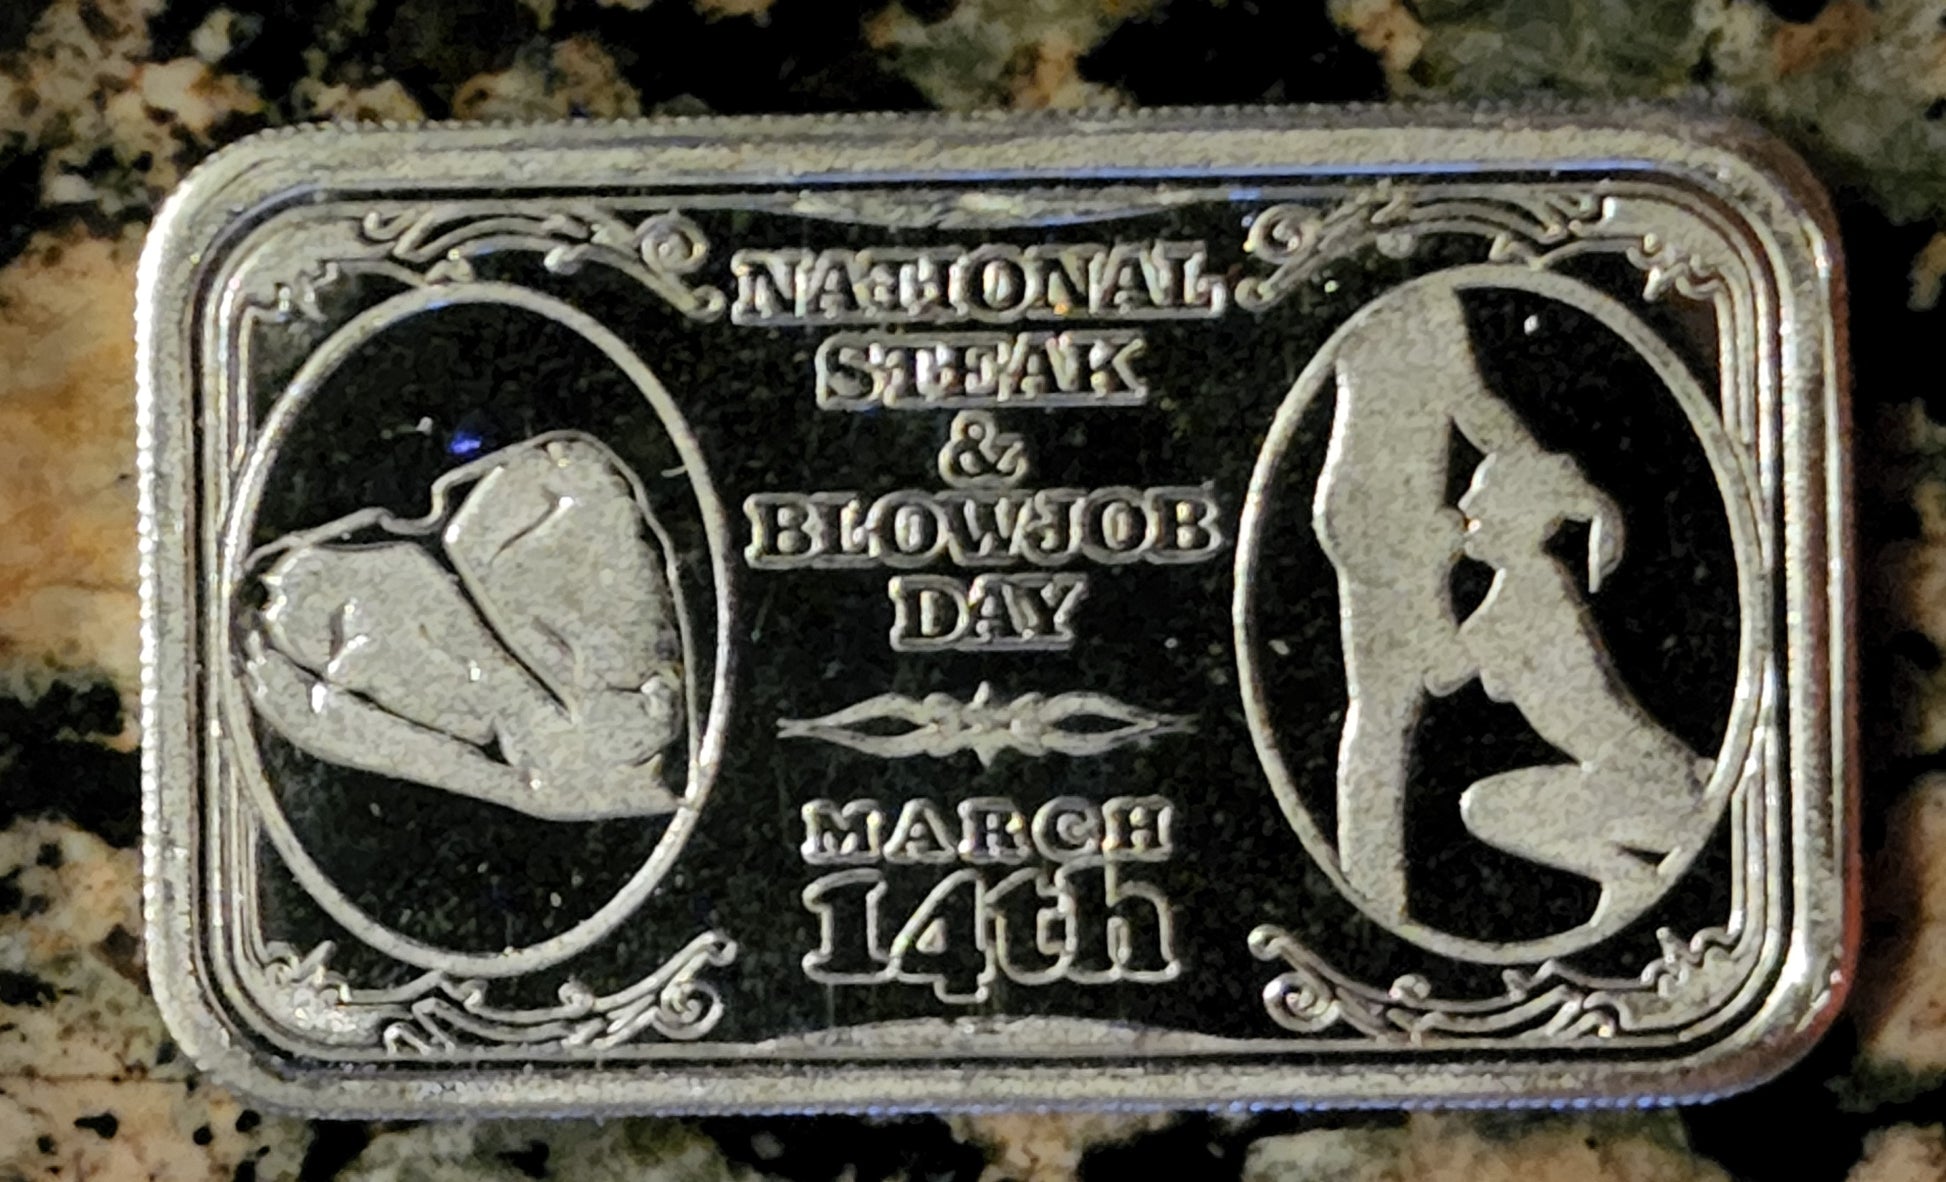 NATIONAL
STEAK
&
BLOWJOB
DAY
MARCH
14th